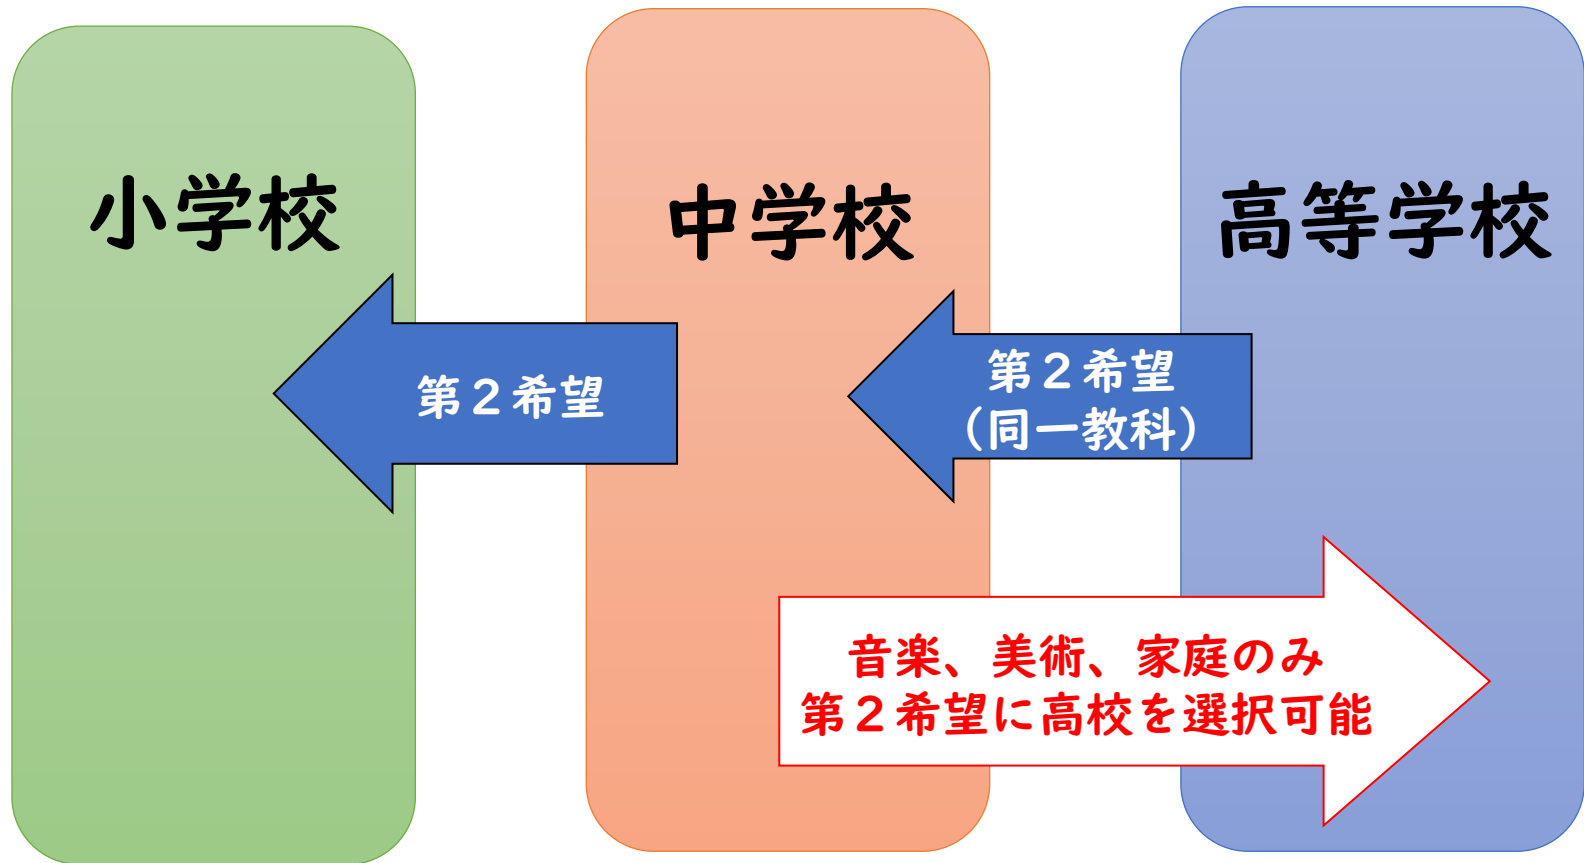 小学校
中学校
高等学校
第２希望
第２希望
（同一教科）
音楽、美術、家庭のみ
第２希望に高校を選択可能